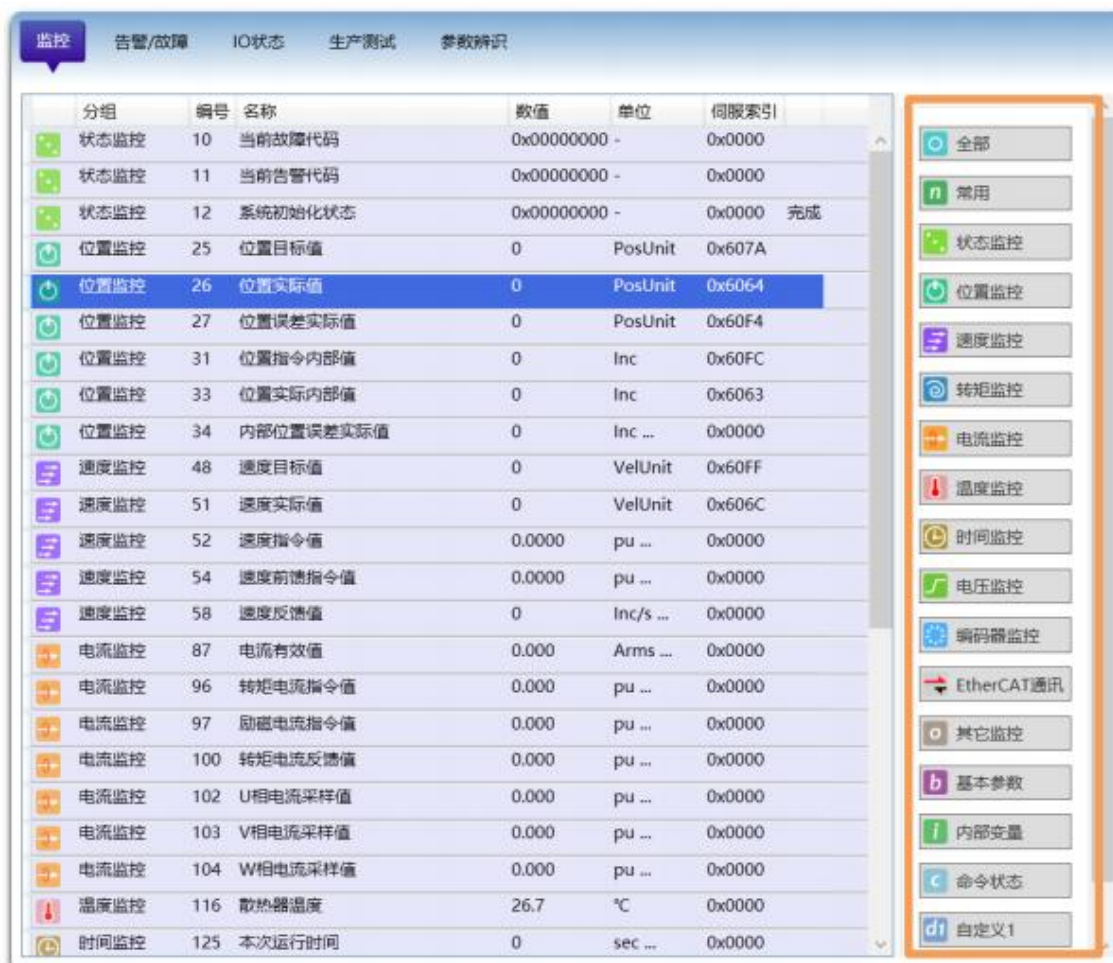 监控 告警/故障 IO状态 生产测试 参数辨识
分组 编号 名称 数值 单位 伺服索引
状态监控 10 当前故障代码 0x00000000 - 0x0000
状态监控 11 当前告警代码 0x00000000 - 0x0000
状态监控 12 系统初始化状态 0x00000000 - 0x0000 完成
位置监控 25 位置目标值 0 PosUnit 0x607A
位置监控 26 位置实际值 0 PosUnit 0x6064
位置监控 27 位置误差实际值 0 PosUnit 0x60F4
位置监控 31 位置指令内部值 0 Inc 0x60FC
位置监控 33 位置实际内部值 0 Inc 0x6063
位置监控 34 内部位置误差实际值 0 Inc ... 0x0000
速度监控 48 速度目标值 0 VelUnit 0x60FF
速度监控 51 速度实际值 0 VelUnit 0x606C
速度监控 52 速度指令值 0.0000 pu ... 0x0000
速度监控 54 速度前馈指令值 0.0000 pu ... 0x0000
速度监控 58 速度反馈值 0 Inc/s ... 0x0000
电流监控 87 电流有效值 0.000 Arms ... 0x0000
电流监控 96 转矩电流指令值 0.000 pu ... 0x0000
电流监控 97 励磁电流指令值 0.000 pu ... 0x0000
电流监控 100 转矩电流反馈值 0.000 pu ... 0x0000
电流监控 102 U相电流采样值 0.000 pu ... 0x0000
电流监控 103 V相电流采样值 0.000 pu ... 0x0000
电流监控 104 W相电流采样值 0.000 pu ... 0x0000
温度监控 116 散热器温度 26.7 ℃ 0x0000
时间监控 125 本次运行时间 0 sec ... 0x0000
全部
n 常用
状态监控
位置监控
速度监控
转矩监控
电流监控
温度监控
时间监控
电压监控
编码器监控
EtherCAT通讯
o 其它监控
b 基本参数
i 内部变量
c 命令状态
d1 自定义1